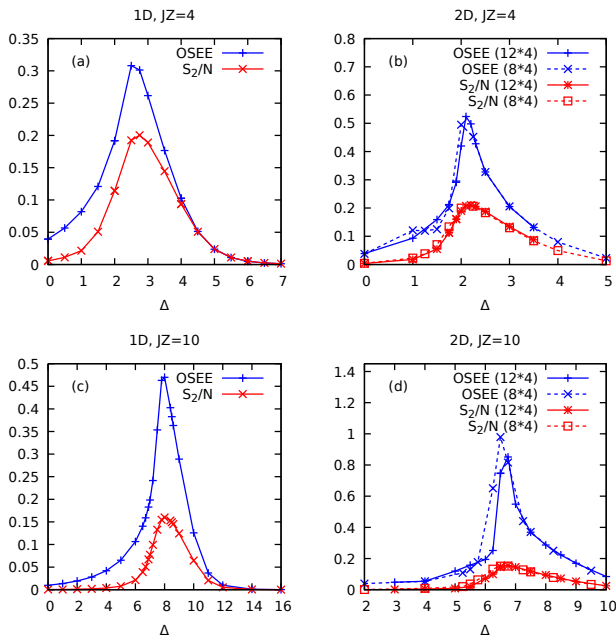 1D, JZ=4
(a)
OSEE
S₂/N
0.35
0.3
0.25
0.2
0.15
0.1
0.05
0
0 1 2 3 4 5 6 7
Δ
2D, JZ=4
(b)
OSEE (12*4)
OSEE (8*4)
S₂/N (12*4)
S₂/N (8*4)
0.8
0.7
0.6
0.5
0.4
0.3
0.2
0.1
0
0 1 2 3 4 5
Δ
1D, JZ=10
(c)
OSEE
S₂/N
0.5
0.45
0.4
0.35
0.3
0.25
0.2
0.15
0.1
0.05
0
0 2 4 6 8 10 12 14 16
Δ
2D, JZ=10
(d)
OSEE (12*4)
OSEE (8*4)
S₂/N (12*4)
S₂/N (8*4)
1.4
1.2
1
0.8
0.6
0.4
0.2
0
2 3 4 5 6 7 8 9 10
Δ